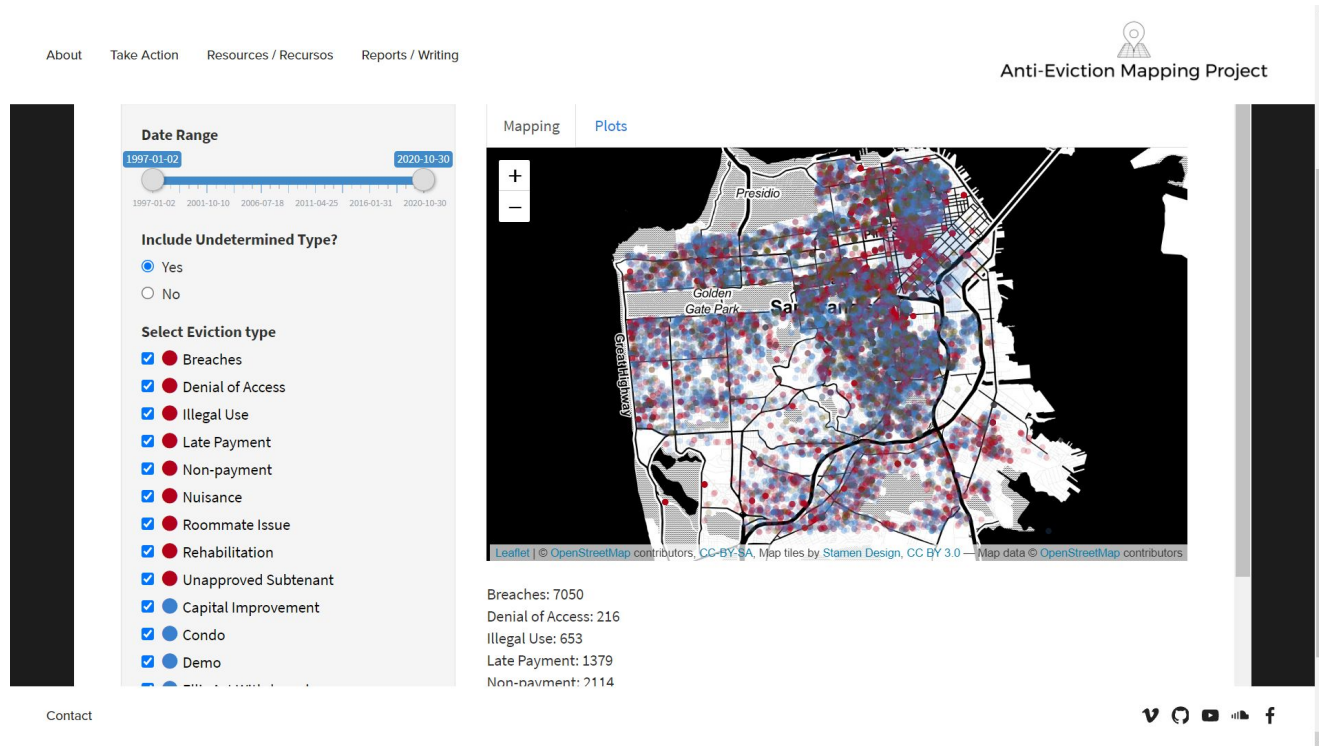 About Take Action Resources / Recursos Reports / Writing
Anti-Eviction Mapping Project
Date Range
1997-01-02 2020-10-30
1997-01-02 2001-10-10 2006-07-18 2011-04-25 2016-01-31 2020-10-30
Include Undetermined Type?
Yes
No
Select Eviction type
Breaches
Denial of Access
Illegal Use
Late Payment
Non-payment
Nuisance
Roommate Issue
Rehabilitation
Unapproved Subtenant
Capital Improvement
Condo
Demo
Mapping Plots
+
−
Presidio
Golden
Gate Park
Great Highway
Leaflet | © OpenStreetMap contributors, CC-BY-SA, Map tiles by Stamen Design, CC BY 3.0 — Map data © OpenStreetMap contributors
Breaches: 7050
Denial of Access: 216
Illegal Use: 653
Late Payment: 1379
Non-payment: 2114
Contact